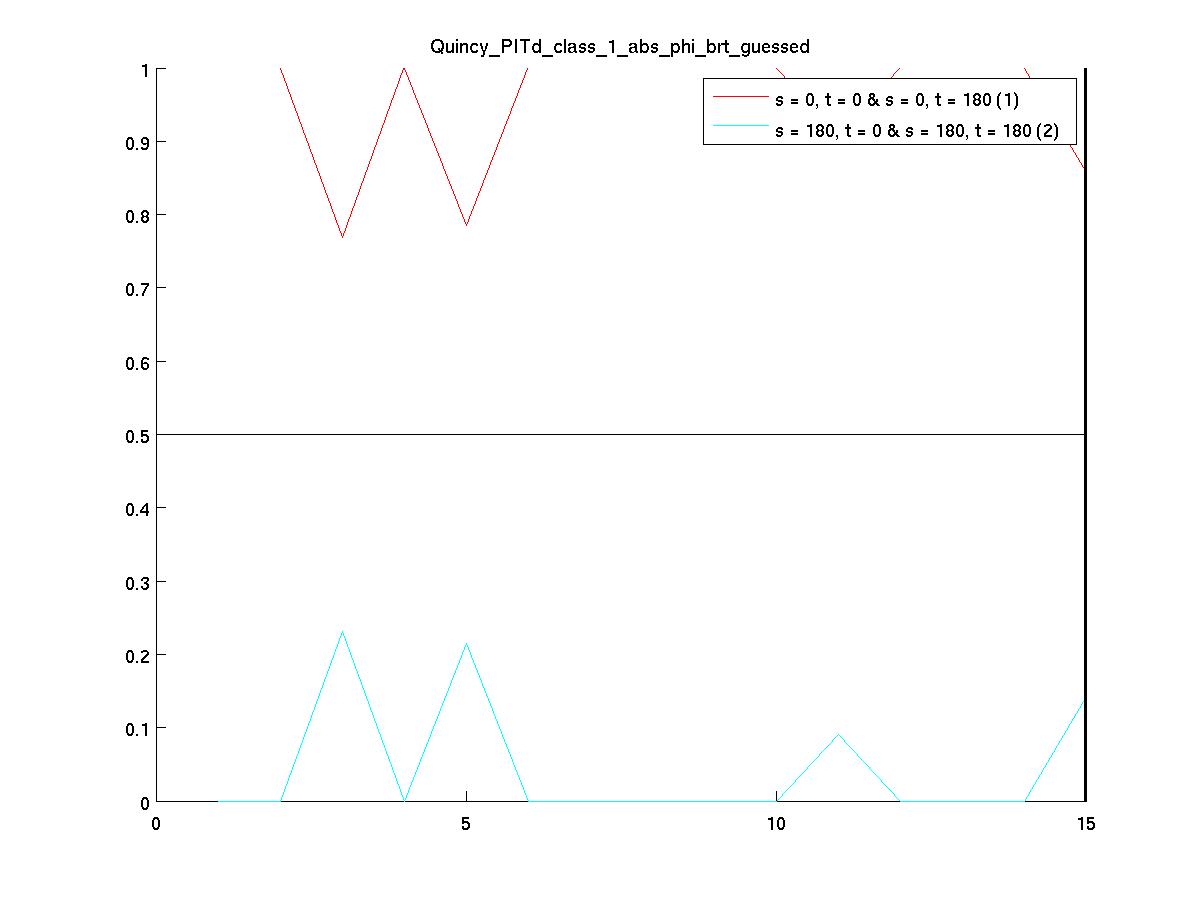 Quincy_PITd_class_1_abs_phi_brt_guessed
1
s = 0, t = 0 & s = 0, t = 180 (1)
s = 180, t = 0 & s = 180, t = 180 (2)
0.9
0.8
0.7
0.6
0.5
0.4
0.3
0.2
0.1
0
0 5 10 15